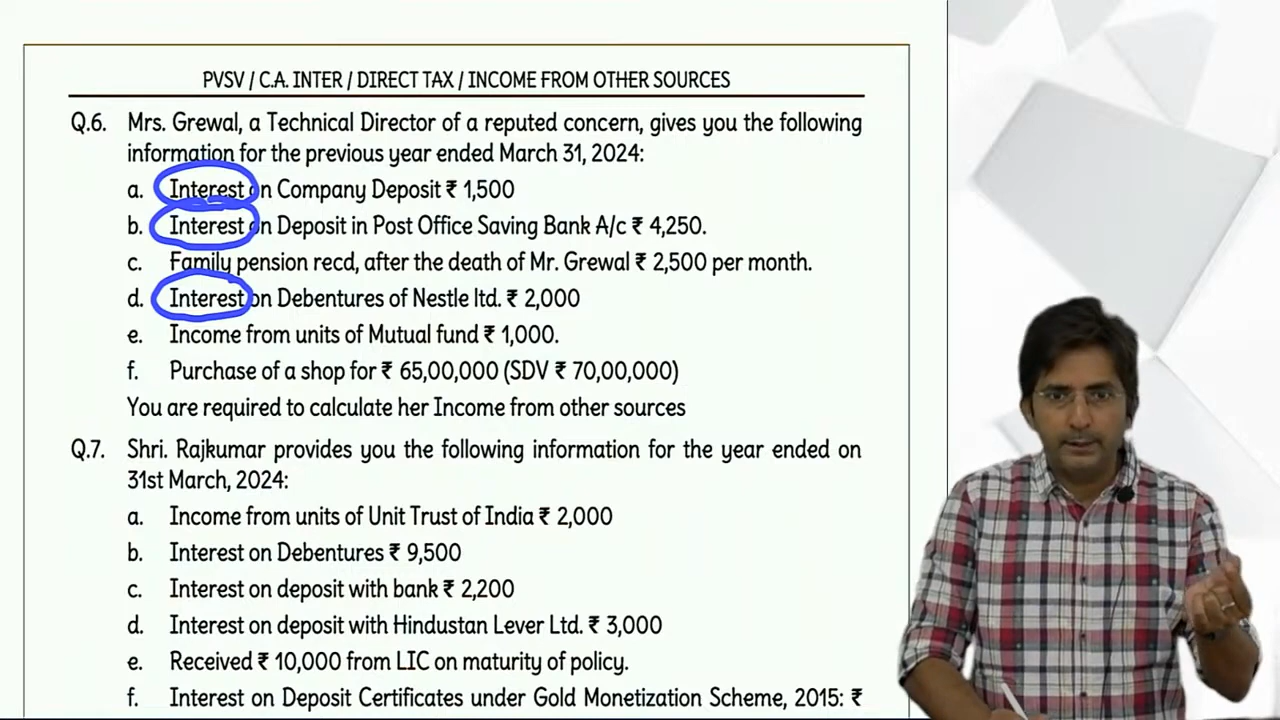 PVSV / C.A. INTER / DIRECT TAX / INCOME FROM OTHER SOURCES
Q.6. Mrs. Grewal, a Technical Director of a reputed concern, gives you the following
information for the previous year ended March 31, 2024:
a. Interest on Company Deposit ₹ 1,500
b. Interest on Deposit in Post Office Saving Bank A/c ₹ 4,250.
c. Family pension recd, after the death of Mr. Grewal ₹ 2,500 per month.
d. Interest on Debentures of Nestle ltd. ₹ 2,000
e. Income from units of Mutual fund ₹ 1,000.
f. Purchase of a shop for ₹ 65,00,000 (SDV ₹ 70,00,000)
You are required to calculate her Income from other sources
Q.7. Shri. Rajkumar provides you the following information for the year ended on
31st March, 2024:
a. Income from units of Unit Trust of India ₹ 2,000
b. Interest on Debentures ₹ 9,500
c. Interest on deposit with bank ₹ 2,200
d. Interest on deposit with Hindustan Lever Ltd. ₹ 3,000
e. Received ₹ 10,000 from LIC on maturity of policy.
f. Interest on Deposit Certificates under Gold Monetization Scheme, 2015: ₹